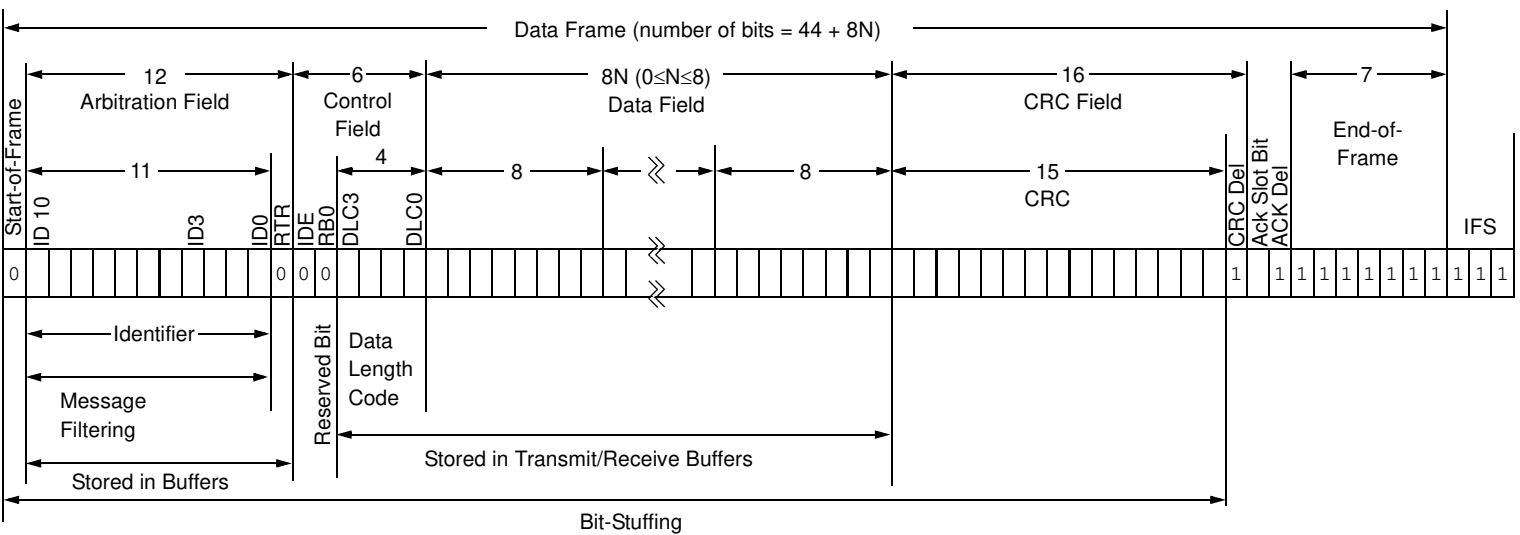 Data Frame (number of bits = 44 + 8N)
12
Arbitration Field
6
Control
Field
8N (0≤N≤8)
Data Field
16
CRC Field
7
End-of-
Frame
Start-of-Frame
11
4
8
8
15
CRC
ID 10
ID3
ID0
RTR
IDE
RB0
DLC3
DLC0
CRC Del
Ack Slot Bit
ACK Del
IFS
0 0 0 0 1 1 1 1 1 1 1 1 1 1 1 1
Identifier
Message
Filtering
Stored in Buffers
Reserved Bit
Data
Length
Code
Stored in Transmit/Receive Buffers
Bit-Stuffing